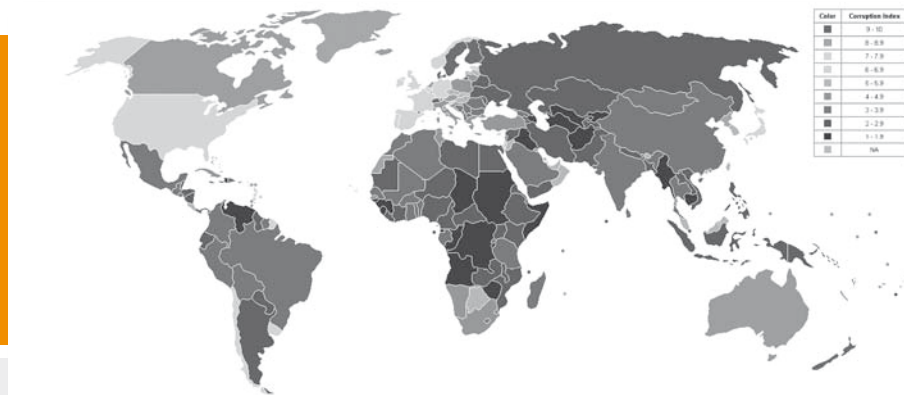 Color Corruption Index
9 - 10
8 - 8.9
7 - 7.9
6 - 6.9
5 - 5.9
4 - 4.9
3 - 3.9
2 - 2.9
1 - 1.9
NA